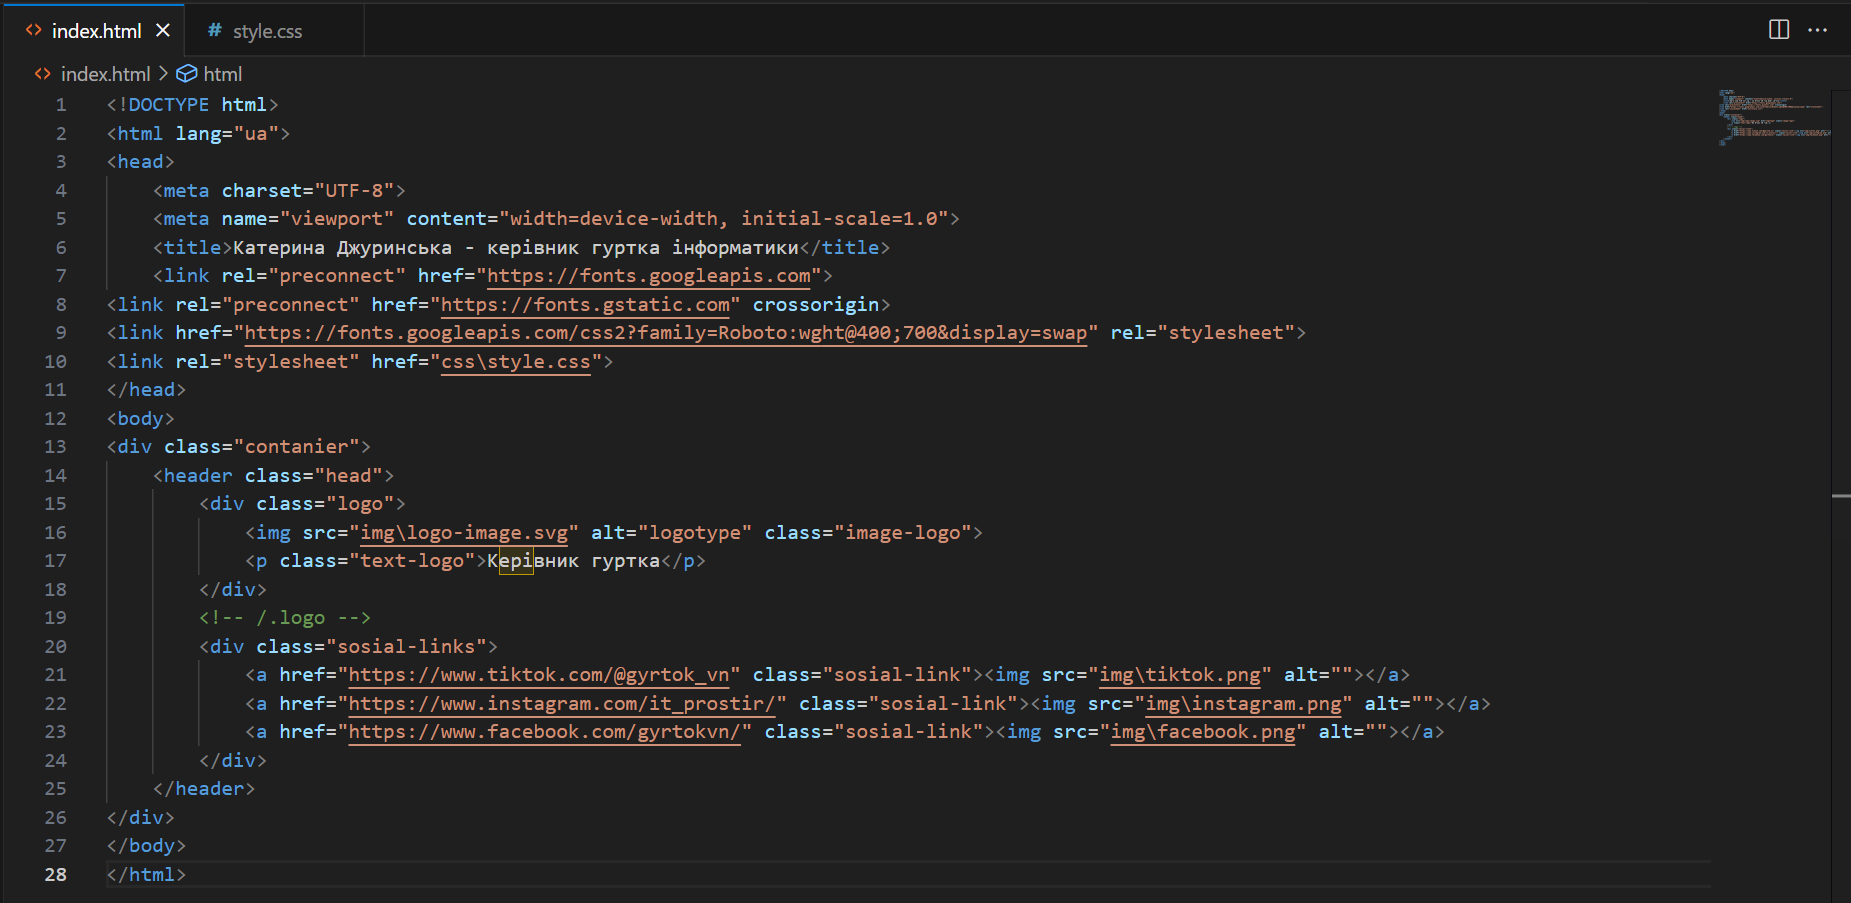 index.html
style.css
index.html > html
1 <!DOCTYPE html>
2 <html lang="ua">
3 <head>
4 <meta charset="UTF-8">
5 <meta name="viewport" content="width=device-width, initial-scale=1.0">
6 <title>Катерина Джуринська - керівник гуртка інформатики</title>
7 <link rel="preconnect" href="https://fonts.googleapis.com">
8 <link rel="preconnect" href="https://fonts.gstatic.com" crossorigin>
9 <link href="https://fonts.googleapis.com/css2?family=Roboto:wght@400;700&display=swap" rel="stylesheet">
10 <link rel="stylesheet" href="css\style.css">
11 </head>
12 <body>
13 <div class="contanier">
14 <header class="head">
15 <div class="logo">
16 <img src="img\logo-image.svg" alt="logotype" class="image-logo">
17 <p class="text-logo">Керівник гуртка</p>
18 </div>
19 <!-- /.logo -->
20 <div class="sosial-links">
21 <a href="https://www.tiktok.com/@gyrtok_vn" class="sosial-link"><img src="img\tiktok.png" alt=""></a>
22 <a href="https://www.instagram.com/it_prostir/" class="sosial-link"><img src="img\instagram.png" alt=""></a>
23 <a href="https://www.facebook.com/gyrtokvn/" class="sosial-link"><img src="img\facebook.png" alt=""></a>
24 </div>
25 </header>
26 </div>
27 </body>
28 </html>